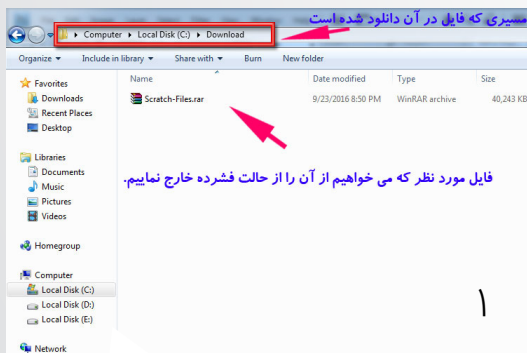 مسیری که فایل در آن دانلود شده است
Computer ▸ Local Disk (C:) ▸ Download
Organize ▾ Include in library ▾ Share with ▾ Burn New folder
Name Date modified Type Size
Scratch-Files.rar 9/23/2016 8:50 PM WinRAR archive 40,243 KB
Favorites
Downloads
Recent Places
Desktop
Libraries
Documents
Music
Pictures
Videos
Homegroup
Computer
Local Disk (C:)
Local Disk (D:)
Local Disk (E:)
Network
فایل مورد نظر که می خواهیم از آن را از حالت فشرده خارج نماییم.
۱